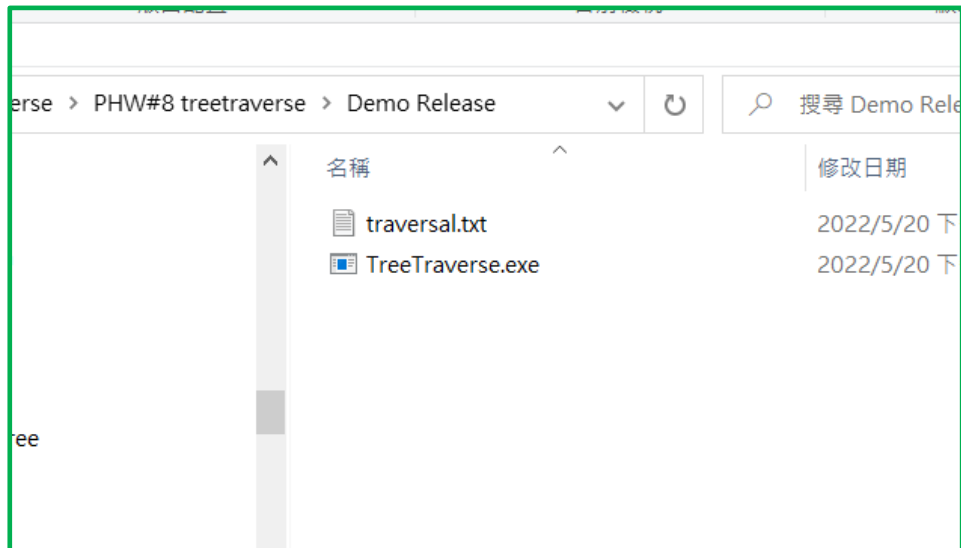 erse > PHW#8 treetraverse > Demo Release
搜尋 Demo Rele
名稱
修改日期
traversal.txt
2022/5/20 下
TreeTraverse.exe
2022/5/20 下
ree